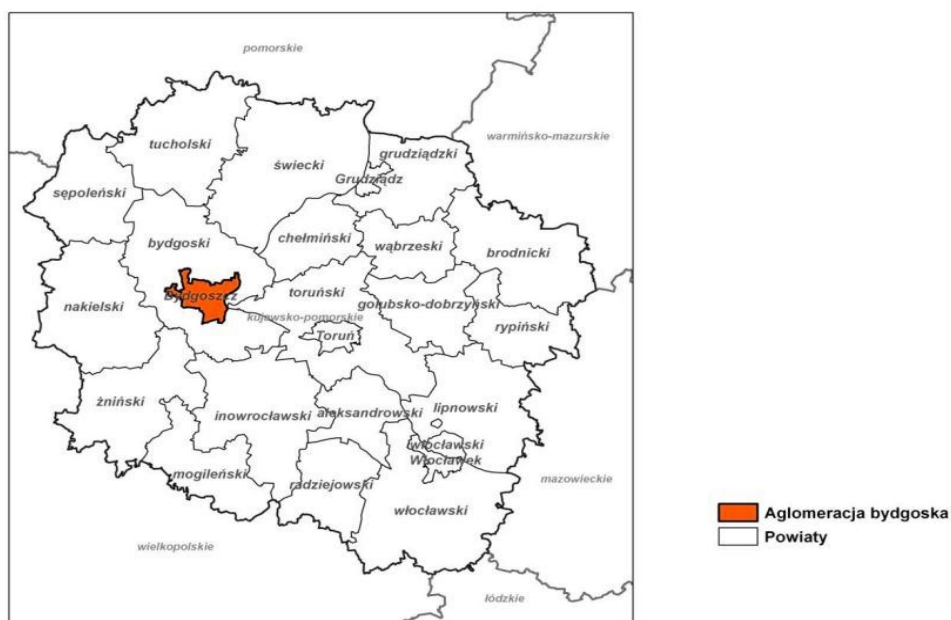 pomorskie
warmińsko-mazurskie
tucholski
grudziądzki
świecki
Grudziądz
sępoleński
chełmiński
bydgoski
wąbrzeski
brodnicki
toruński
Bydgoszcz
nakielski
golubsko-dobrzyński
kujawsko-pomorskie
rypiński
Toruń
żniński
inowrocławski
aleksandrowski
lipnowski
włocławski
Włocławek
mogileński
radziejowski
mazowieckie
włocławski
wielkopolskie
łódzkie
Aglomeracja bydgoska
Powiaty